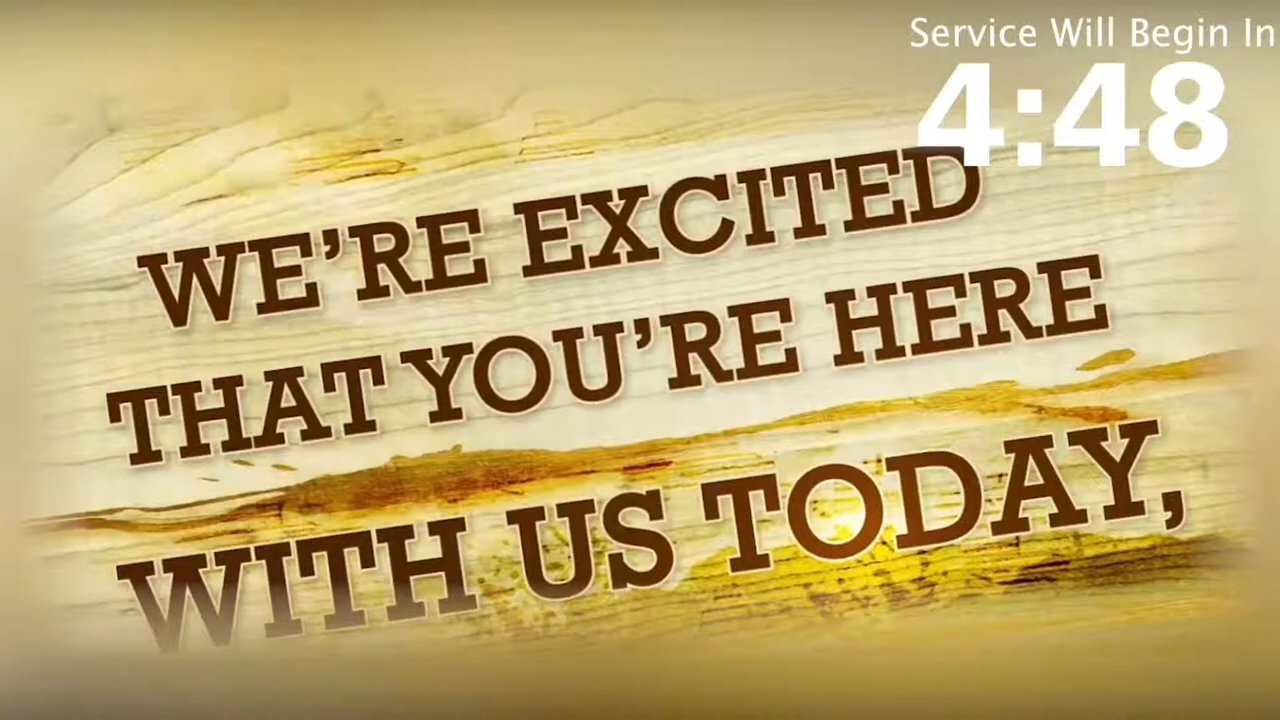 Service Will Begin In
4:48
WE'RE EXCITED
THAT YOU'RE HERE
WITH US TODAY,